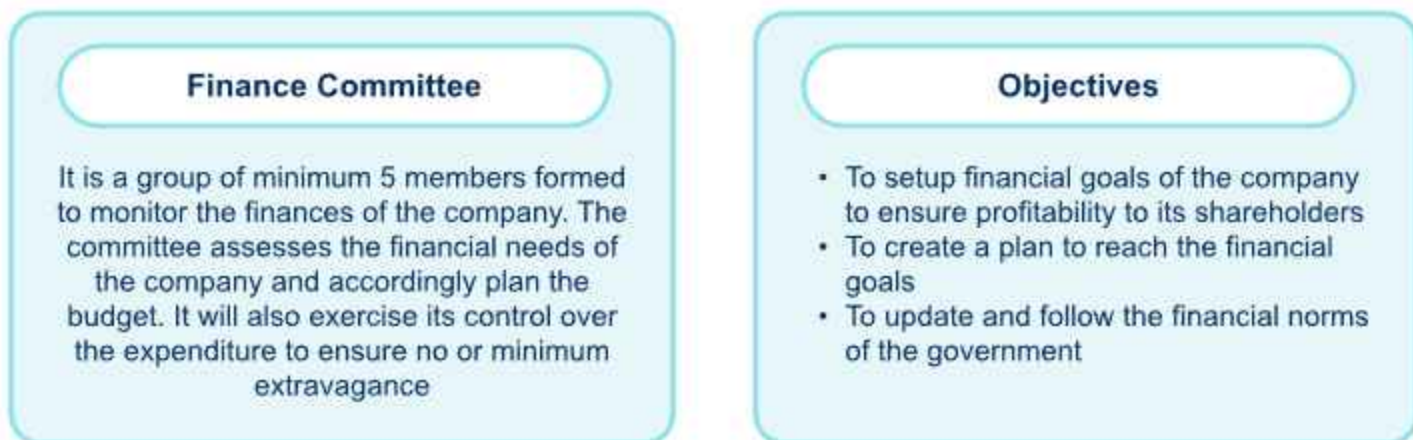 Finance Committee
It is a group of minimum 5 members formed
to monitor the finances of the company. The
committee assesses the financial needs of
the company and accordingly plan the
budget. It will also exercise its control over
the expenditure to ensure no or minimum
extravagance
Objectives
• To setup financial goals of the company
to ensure profitability to its shareholders
• To create a plan to reach the financial
goals
• To update and follow the financial norms
of the government